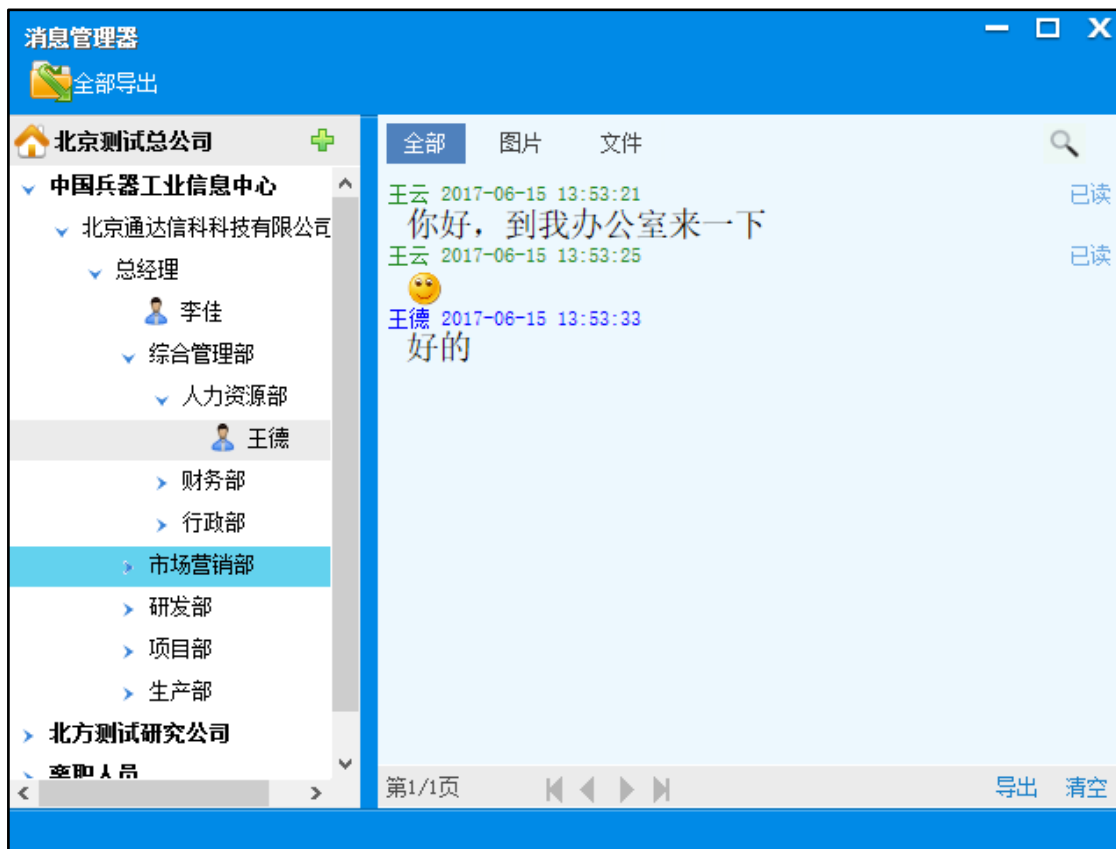 消息管理器
全部导出
北京测试总公司
中国兵器工业信息中心
北京通达信科科技有限公司
总经理
李佳
综合管理部
人力资源部
王德
财务部
行政部
市场营销部
研发部
项目部
生产部
北方测试研究公司
离职人员
全部 图片 文件
王云 2017-06-15 13:53:21 已读
你好，到我办公室来一下
王云 2017-06-15 13:53:25 已读
王德 2017-06-15 13:53:33
好的
第1/1页 导出 清空